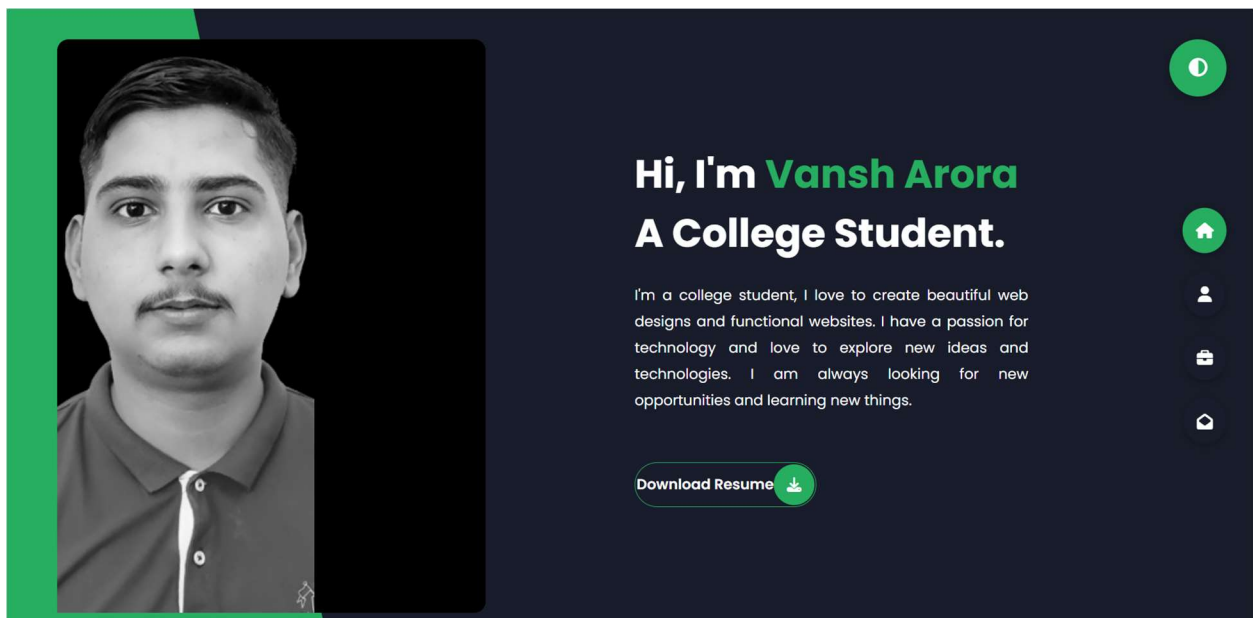 Hi, I'm Vansh Arora
A College Student.
I'm a college student, I love to create beautiful web
designs and functional websites. I have a passion for
technology and love to explore new ideas and
technologies. I am always looking for new
opportunities and learning new things.
Download Resume